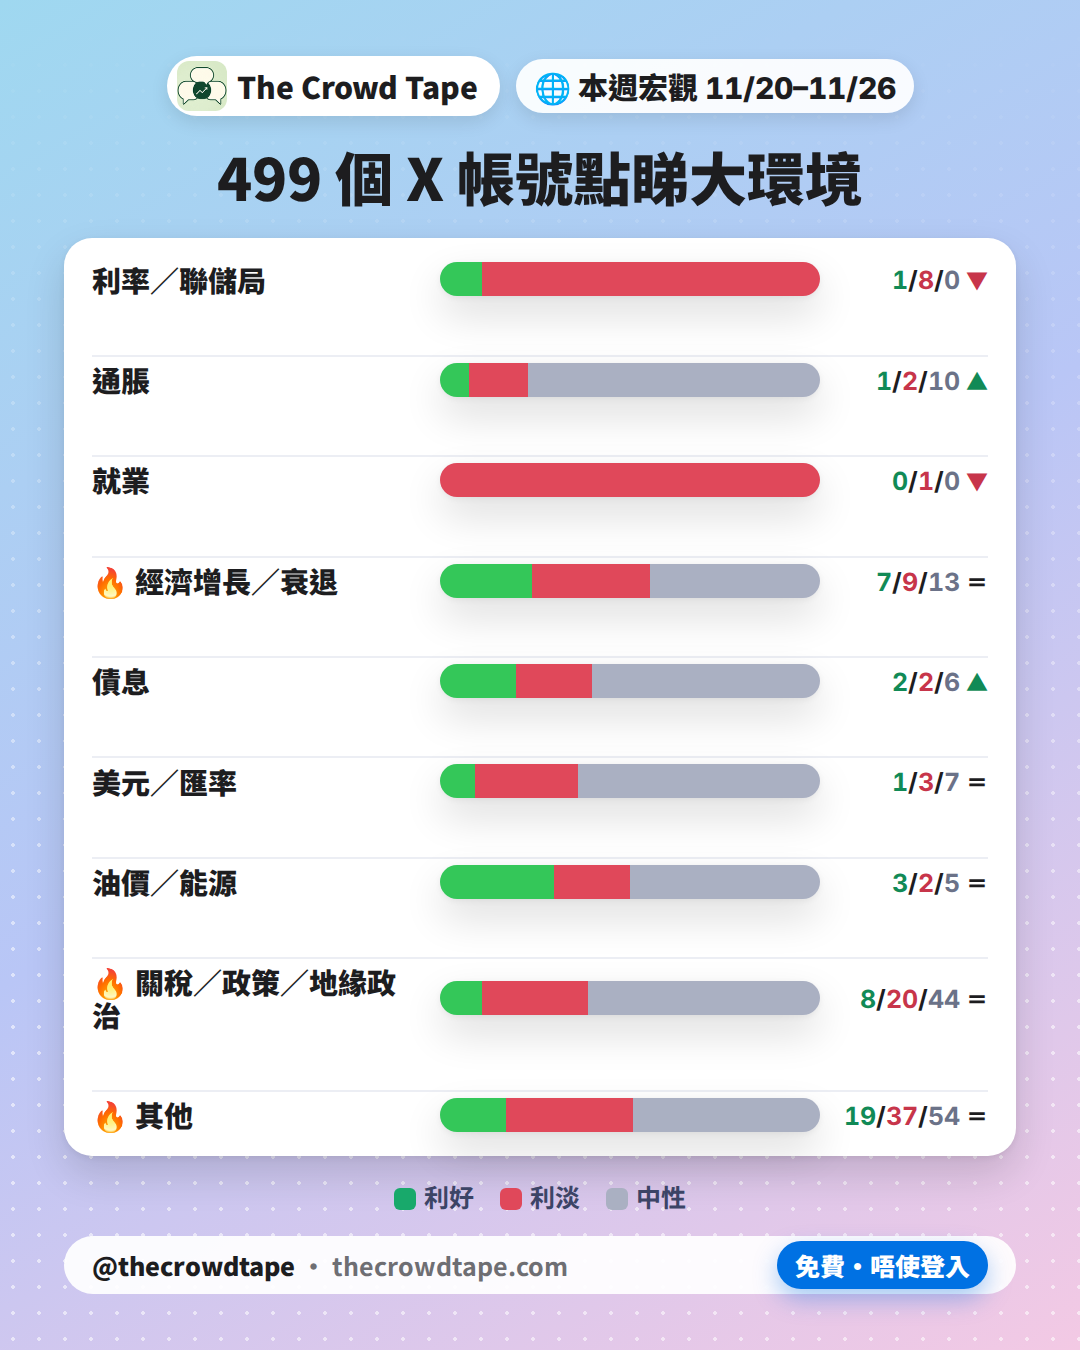 The Crowd Tape
🌐 本週宏觀 11/20–11/26
499 個 X 帳號點睇大環境
利率／聯儲局
1/8/0 ▼
通脹
1/2/10 ▲
就業
0/1/0 ▼
🔥 經濟增長／衰退
7/9/13 =
債息
2/2/6 ▲
美元／匯率
1/3/7 =
油價／能源
3/2/5 =
🔥 關稅／政策／地緣政
治
8/20/44 =
🔥 其他
19/37/54 =
利好 利淡 中性
@thecrowdtape · thecrowdtape.com
免費・唔使登入